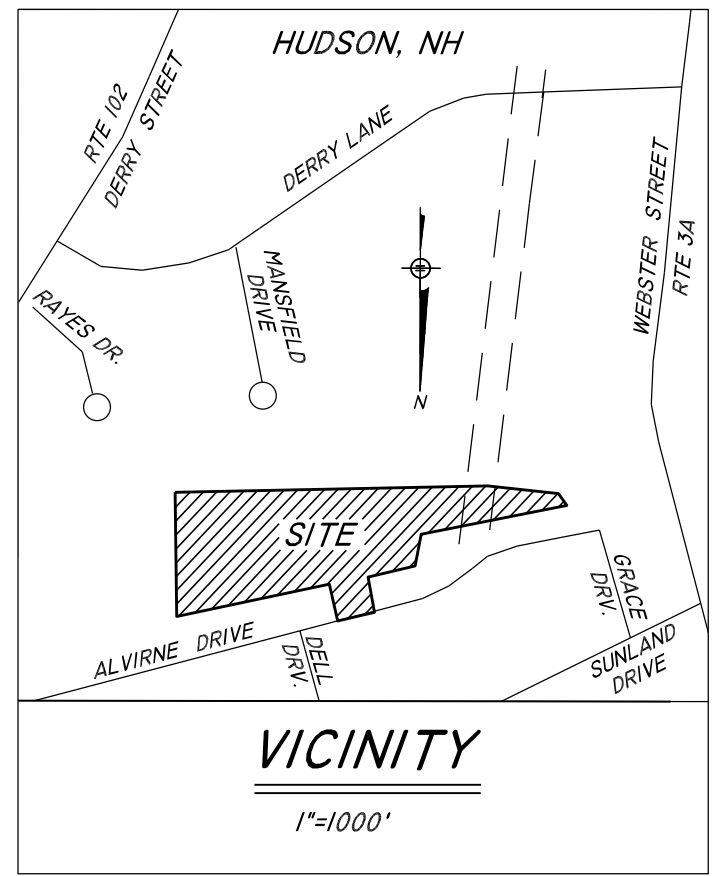 HUDSON, NH
RTE 102
DERRY STREET
DERRY LANE
WEBSTER STREET
RTE 3A
MANSFIELD
DRIVE
RAYES DR.
N
SITE
GRACE
DRV.
ALVIRNE DRIVE
DELL
DRV.
SUNLAND
DRIVE
VICINITY
1"=1000'